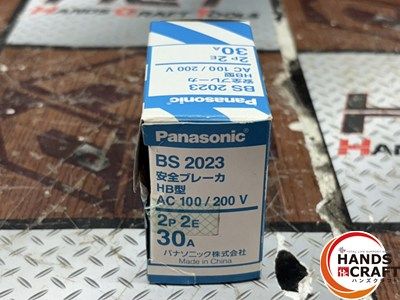 Panasonic
BS 2023
安全ブレーカ
HB型
AC 100/200 V
2P 2E
30A
Panasonic
BS 2023
安全ブレーカ
HB型
AC 100/200 V
2P 2E
30A
パナソニック株式会社
Made in China
HANDS
CRAFT
ハンズクラフト